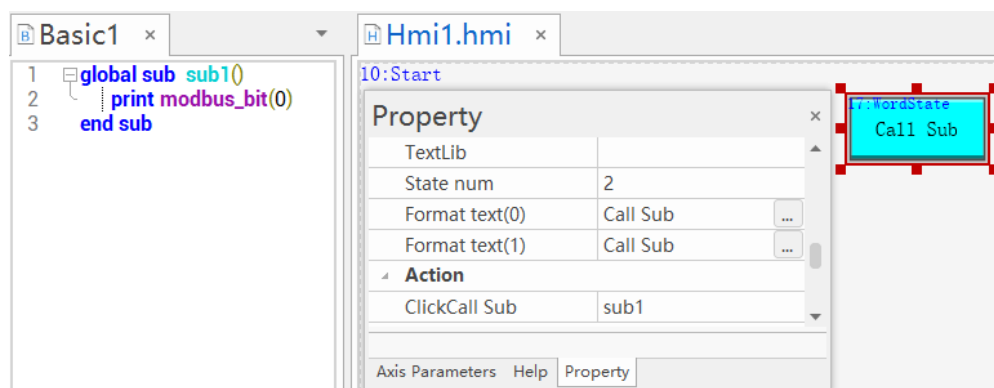 Basic1 ×
1 global sub sub1()
2 print modbus_bit(0)
3 end sub
Hmi1.hmi ×
10:Start
Property ×
TextLib
State num 2
Format text(0) Call Sub ...
Format text(1) Call Sub ...
Action
ClickCall Sub sub1
Axis Parameters Help Property
17:WordState
Call Sub